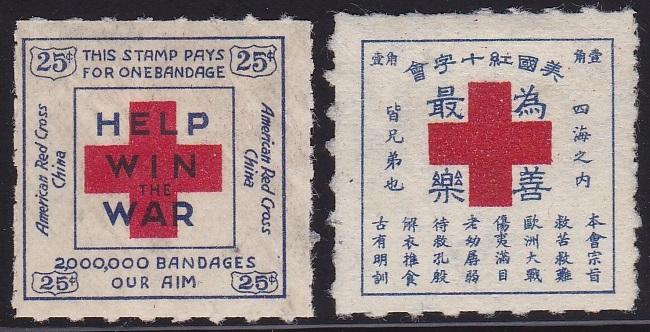 25¢ THIS STAMP PAYS 25¢
FOR ONE BANDAGE
American Red Cross
China
HELP
WIN
THE
WAR
American Red Cross
China
2,000,000 BANDAGES
25¢ OUR AIM 25¢
壹角
角壹
美國紅十字會
為善
最樂
四海之內
皆兄弟也
本會宗旨
救苦救難
歐洲大戰
傷夷滿目
老幼孱弱
待救孔殷
解衣推食
古有明訓